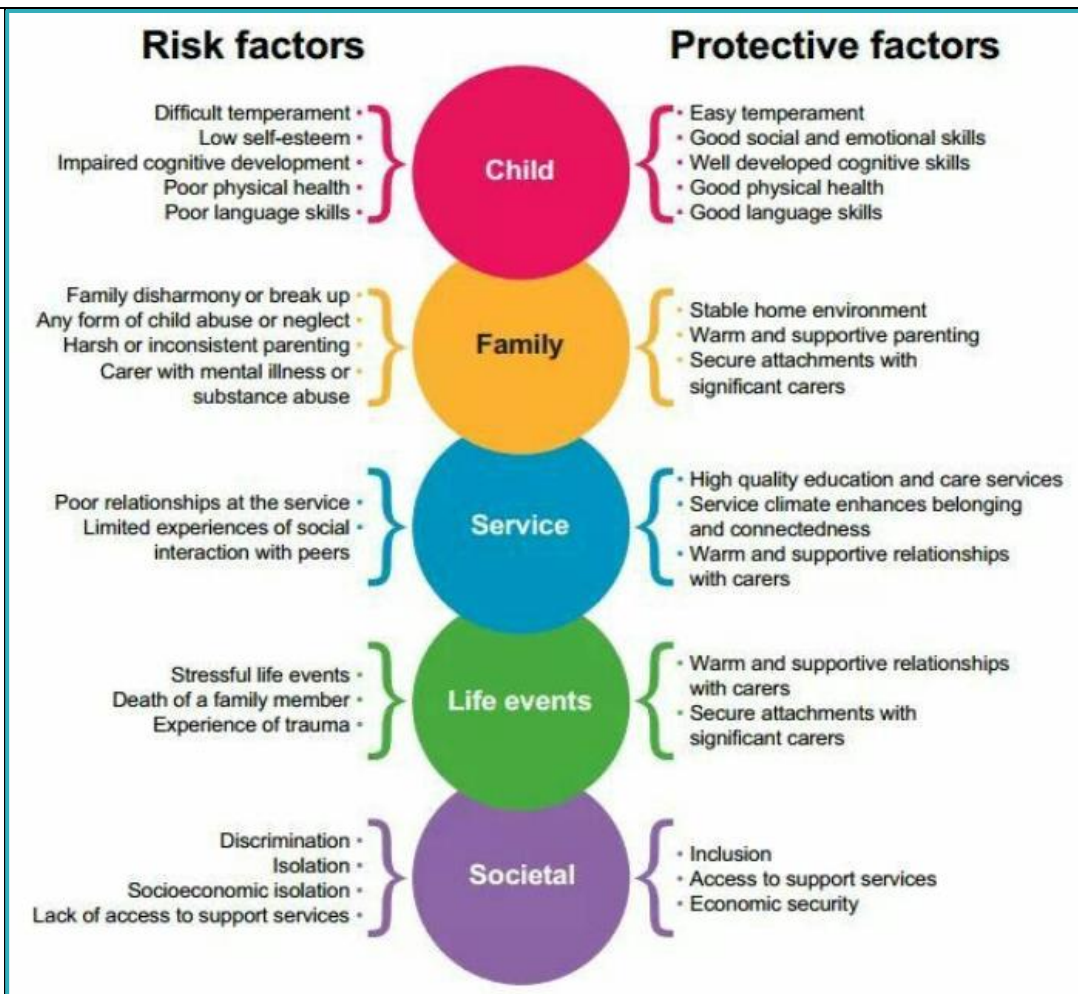 Risk factors
Protective factors
Difficult temperament •
Low self-esteem •
Impaired cognitive development •
Poor physical health •
Poor language skills •
Child
• Easy temperament
• Good social and emotional skills
• Well developed cognitive skills
• Good physical health
• Good language skills
Family disharmony or break up •
Any form of child abuse or neglect •
Harsh or inconsistent parenting •
Carer with mental illness or •
substance abuse
Family
• Stable home environment
• Warm and supportive parenting
• Secure attachments with
significant carers
Poor relationships at the service •
Limited experiences of social •
interaction with peers
Service
• High quality education and care services
• Service climate enhances belonging
and connectedness
• Warm and supportive relationships
with carers
Stressful life events •
Death of a family member •
Experience of trauma •
Life events
• Warm and supportive relationships
with carers
• Secure attachments with
significant carers
Discrimination •
Isolation •
Socioeconomic isolation •
Lack of access to support services •
Societal
• Inclusion
• Access to support services
• Economic security